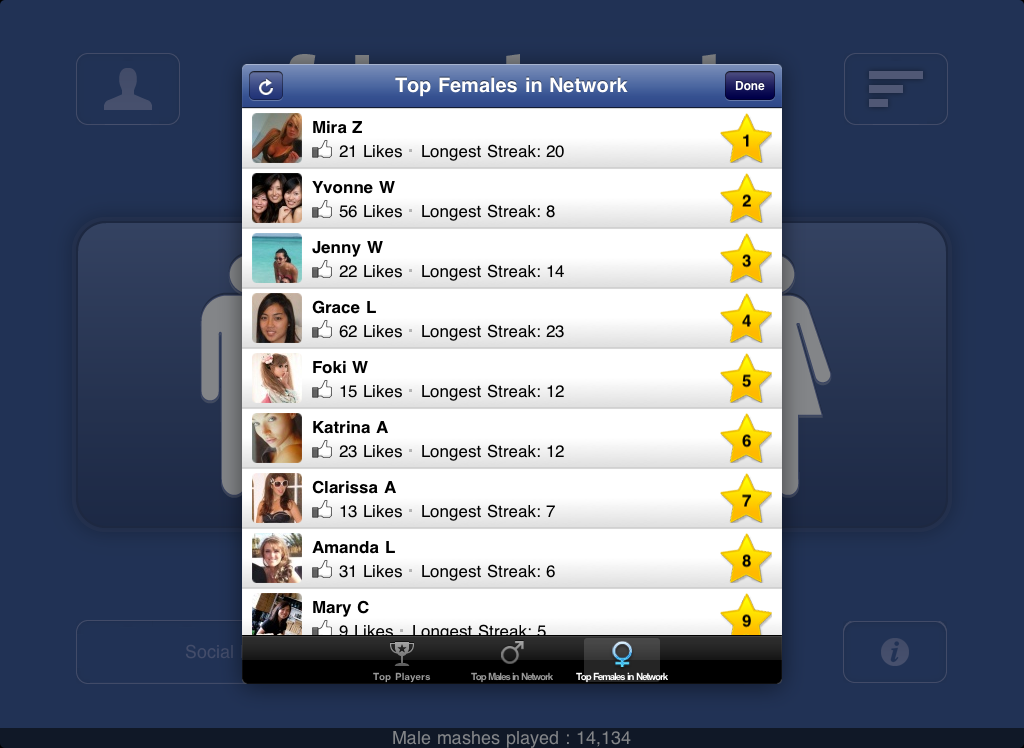 Top Females in Network
Done
Mira Z
21 Likes · Longest Streak: 20
1
Yvonne W
56 Likes · Longest Streak: 8
2
Jenny W
22 Likes · Longest Streak: 14
3
Grace L
62 Likes · Longest Streak: 23
4
Foki W
15 Likes · Longest Streak: 12
5
Katrina A
23 Likes · Longest Streak: 12
6
Clarissa A
13 Likes · Longest Streak: 7
7
Amanda L
31 Likes · Longest Streak: 6
8
Mary C
9 Likes · Longest Streak: 5
9
Social
Top Players
Top Males in Network
Top Females in Network
Male mashes played : 14,134